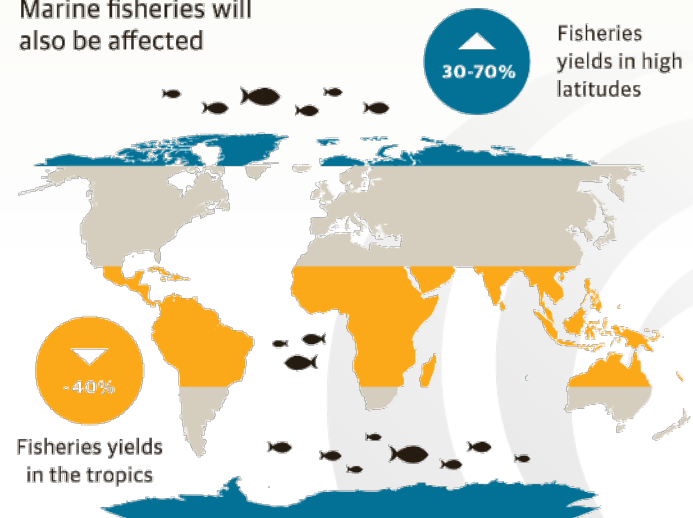 Marine fisheries will
also be affected
30-70%
Fisheries
yields in high
latitudes
-40%
Fisheries yields
in the tropics